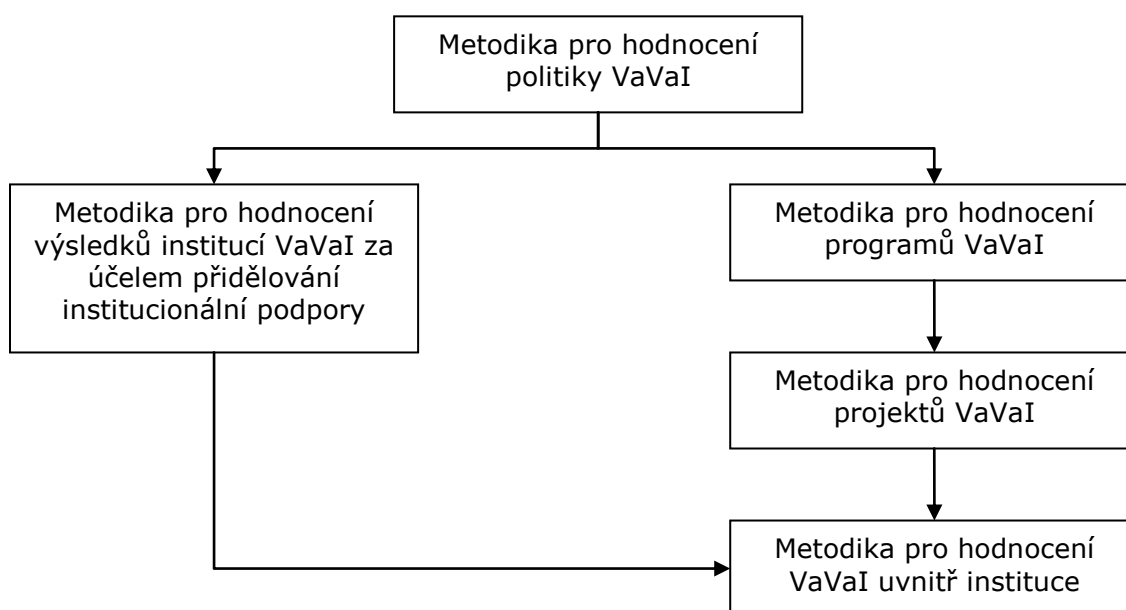 Metodika pro hodnocení
politiky VaVaI
Metodika pro hodnocení
výsledků institucí VaVaI za
účelem přidělování
institucionální podpory
Metodika pro hodnocení
programů VaVaI
Metodika pro hodnocení
projektů VaVaI
Metodika pro hodnocení
VaVaI uvnitř instituce